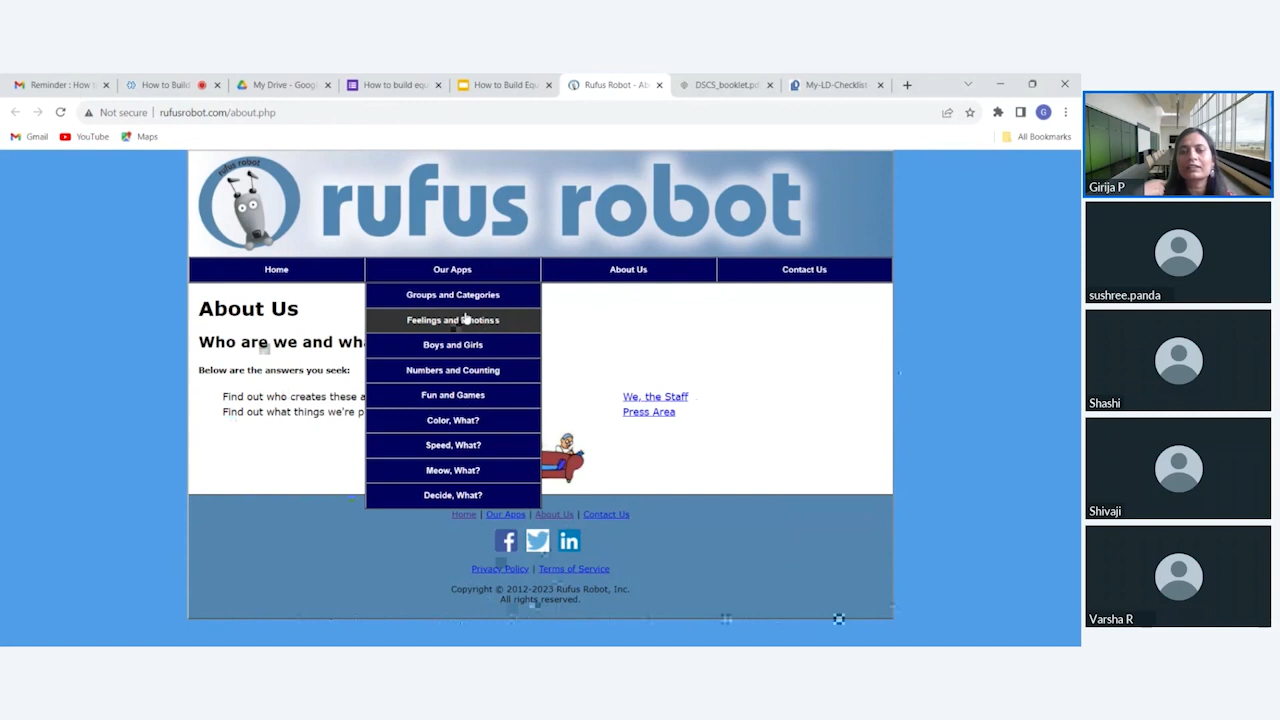 Reminder : How t
How to Build
My Drive - Googl
How to build equ
How to Build Equ
Rufus Robot - Ab
DSCS_booklet.p
My-LD-Checklist
Not secure | rufusrobot.com/about.php
G
Gmail
YouTube
Maps
All Bookmarks
rufus robot
rufus robot
Home
Our Apps
About Us
Contact Us
Groups and Categories
Feelings and
Boys and Girls
Numbers and Counting
Fun and Games
Color, What?
Speed, What?
Meow, What?
Decide, What?
About Us
Who are we and wh
Below are the answers you seek:
Find out who creates these a
We, the Staff
Find out what things we're p
Press Area
Home | Our Apps | About Us | Contact Us
Privacy Policy | Terms of Service
Copyright © 2012-2023 Rufus Robot, Inc.
All rights reserved.
Girija P
sushree.panda
Shashi
Shivaji
Varsha R